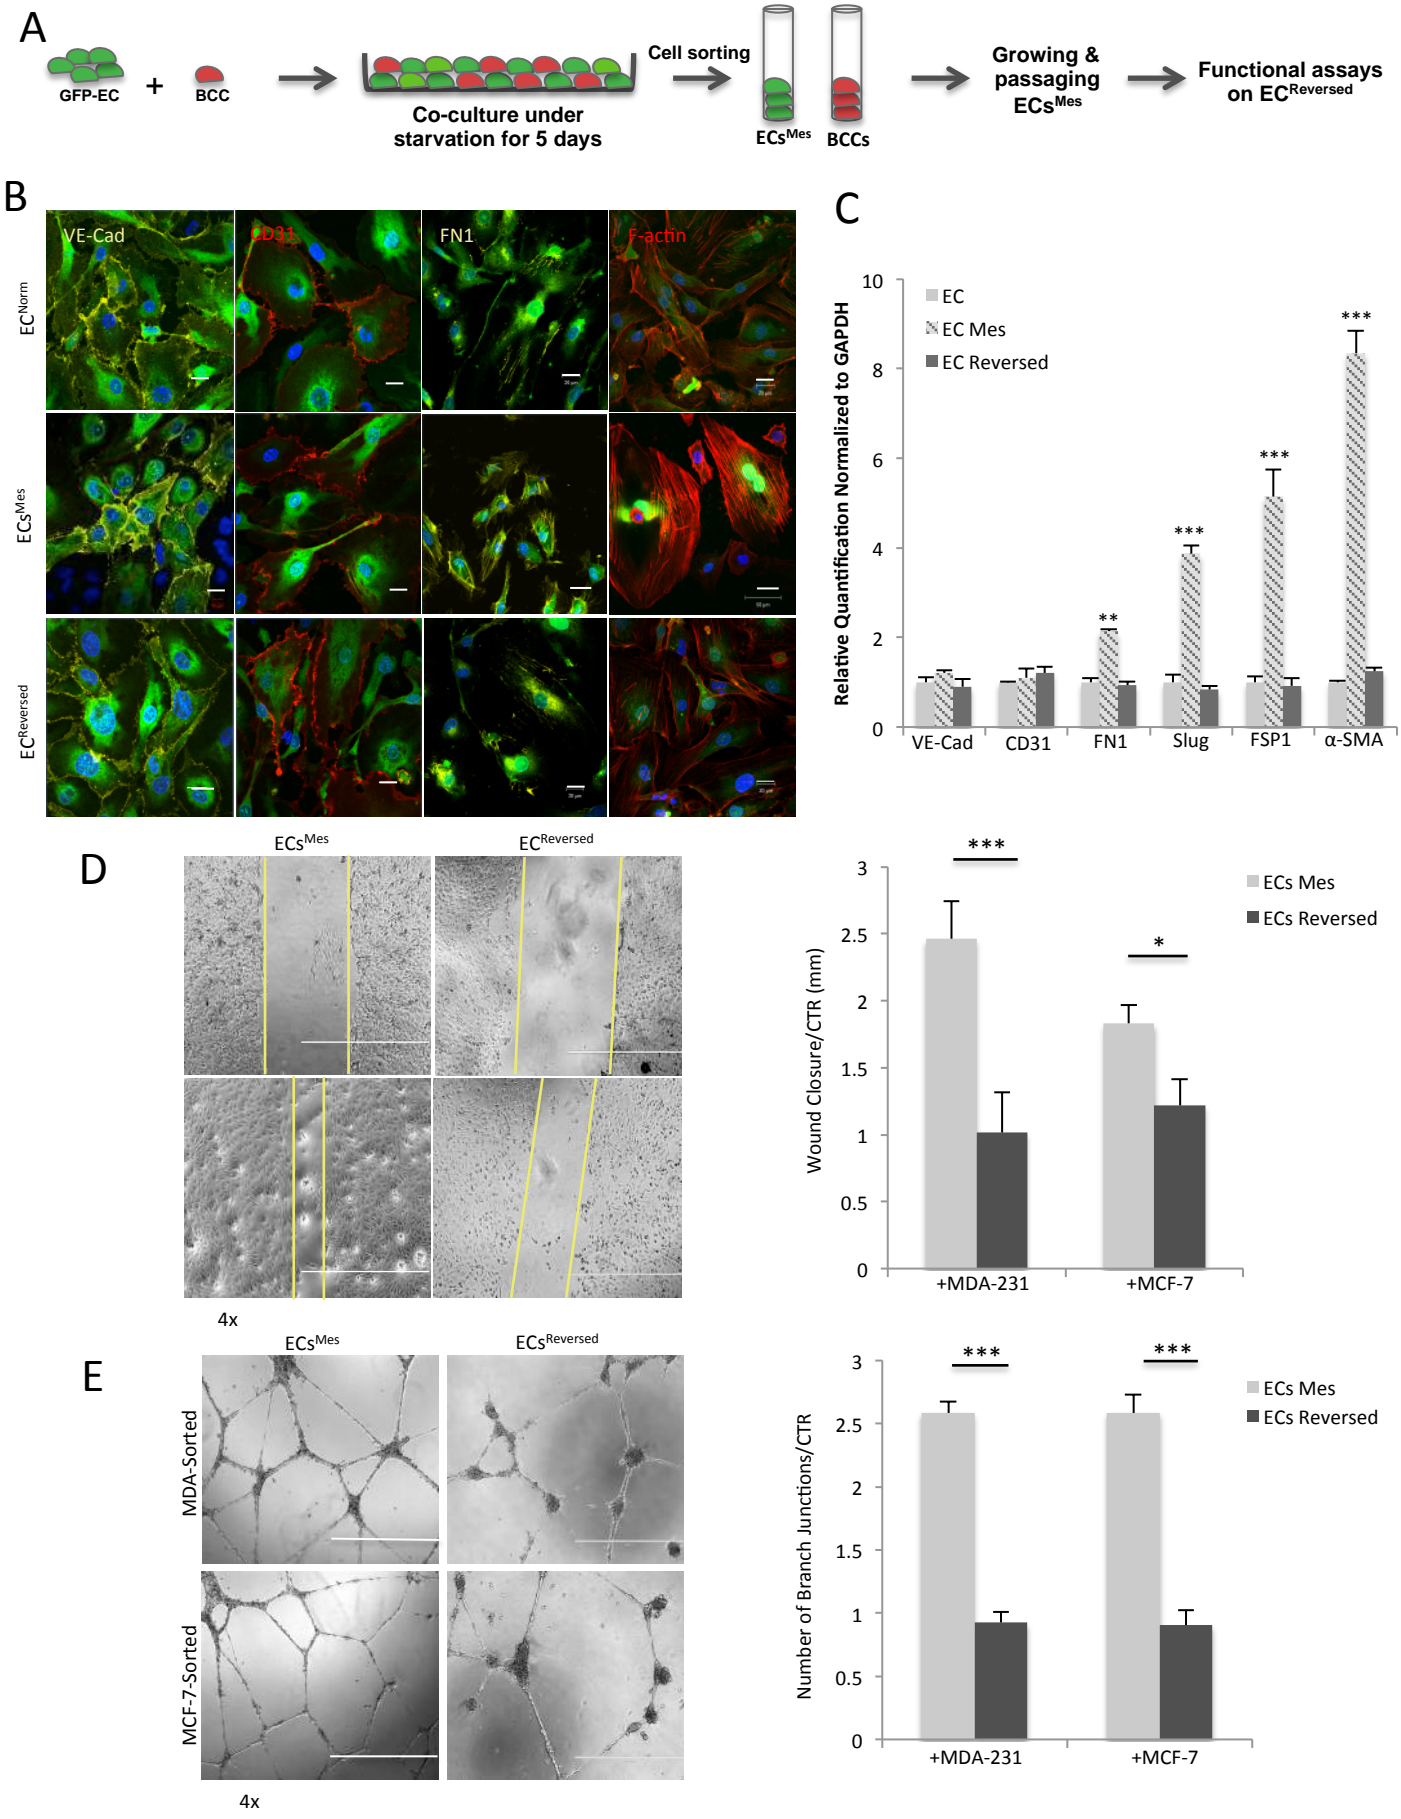 A
GFP-EC
+
BCC
Co-culture under
starvation for 5 days
Cell sorting
ECsMes
BCCs
Growing &
passaging
ECsMes
Functional assays
on ECReversed
B
VE-Cad
CD31
FN1
F-actin
ECNorm
ECsMes
ECReversed
C
Relative Quantification Normalized to GAPDH
10
8
6
4
2
0
EC
EC Mes
EC Reversed
**
***
***
***
VE-Cad
CD31
FN1
Slug
FSP1
α-SMA
D
ECsMes
ECReversed
4x
Wound Closure/CTR (mm)
3
2.5
2
1.5
1
0.5
0
***
*
ECs Mes
ECs Reversed
+MDA-231
+MCF-7
E
ECsMes
ECsReversed
MDA-Sorted
MCF-7-Sorted
4x
Number of Branch Junctions/CTR
3
2.5
2
1.5
1
0.5
0
***
***
ECs Mes
ECs Reversed
+MDA-231
+MCF-7